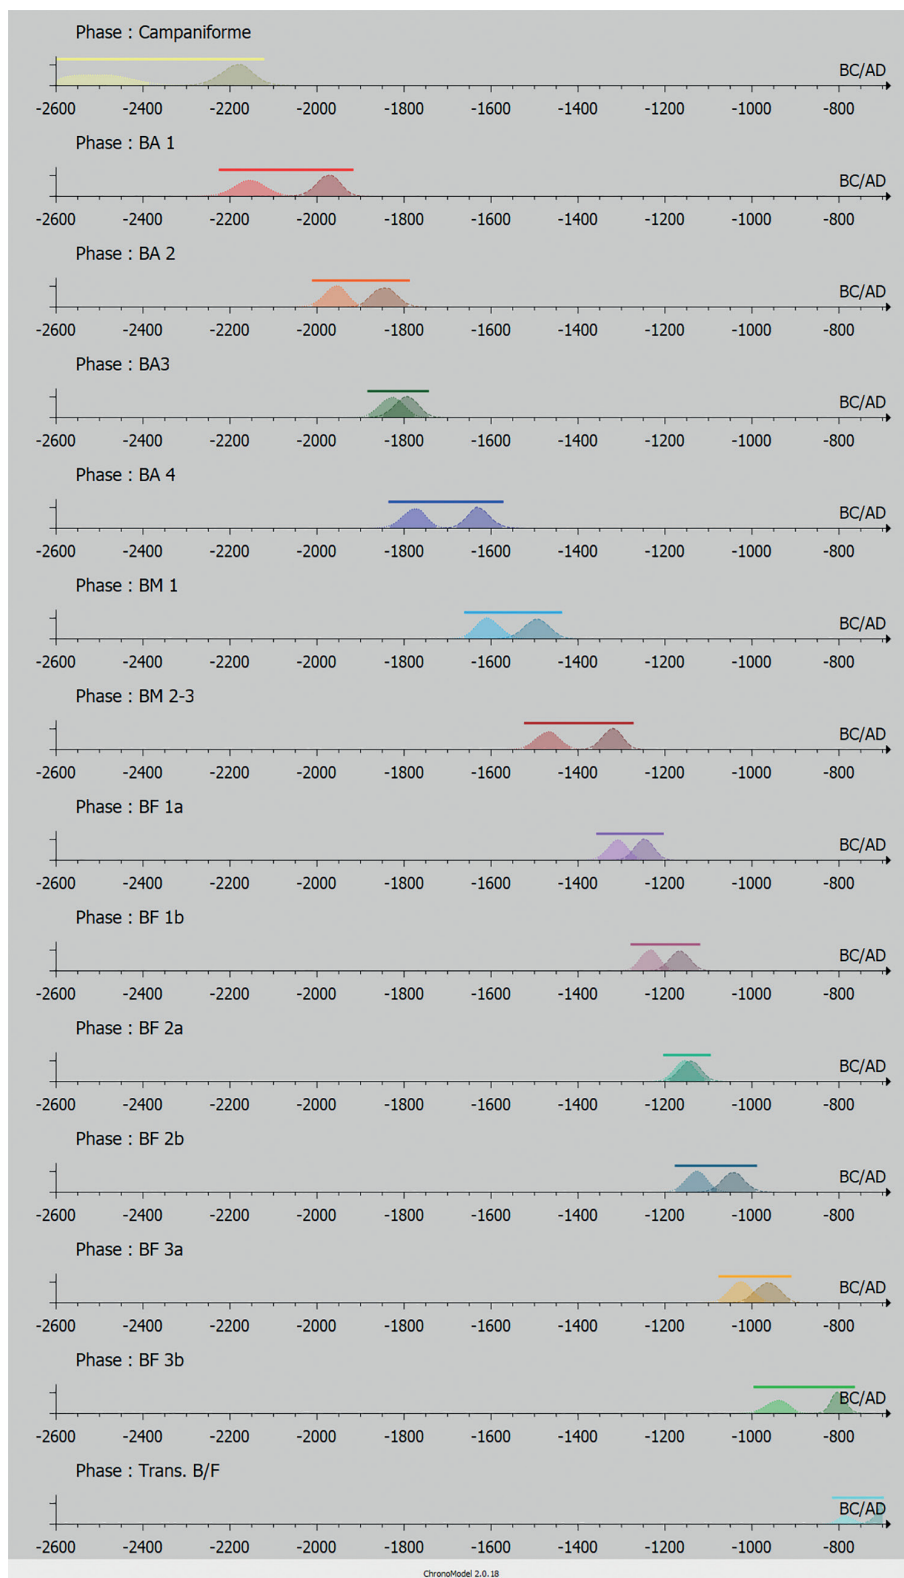 Phase : Campaniforme
BC/AD
-2600 -2400 -2200 -2000 -1800 -1600 -1400 -1200 -1000 -800
Phase : BA 1
BC/AD
-2600 -2400 -2200 -2000 -1800 -1600 -1400 -1200 -1000 -800
Phase : BA 2
BC/AD
-2600 -2400 -2200 -2000 -1800 -1600 -1400 -1200 -1000 -800
Phase : BA3
BC/AD
-2600 -2400 -2200 -2000 -1800 -1600 -1400 -1200 -1000 -800
Phase : BA 4
BC/AD
-2600 -2400 -2200 -2000 -1800 -1600 -1400 -1200 -1000 -800
Phase : BM 1
BC/AD
-2600 -2400 -2200 -2000 -1800 -1600 -1400 -1200 -1000 -800
Phase : BM 2-3
BC/AD
-2600 -2400 -2200 -2000 -1800 -1600 -1400 -1200 -1000 -800
Phase : BF 1a
BC/AD
-2600 -2400 -2200 -2000 -1800 -1600 -1400 -1200 -1000 -800
Phase : BF 1b
BC/AD
-2600 -2400 -2200 -2000 -1800 -1600 -1400 -1200 -1000 -800
Phase : BF 2a
BC/AD
-2600 -2400 -2200 -2000 -1800 -1600 -1400 -1200 -1000 -800
Phase : BF 2b
BC/AD
-2600 -2400 -2200 -2000 -1800 -1600 -1400 -1200 -1000 -800
Phase : BF 3a
BC/AD
-2600 -2400 -2200 -2000 -1800 -1600 -1400 -1200 -1000 -800
Phase : BF 3b
BC/AD
-2600 -2400 -2200 -2000 -1800 -1600 -1400 -1200 -1000 -800
Phase : Trans. B/F
BC/AD
-2600 -2400 -2200 -2000 -1800 -1600 -1400 -1200 -1000 -800
ChronoModel 2.0.18